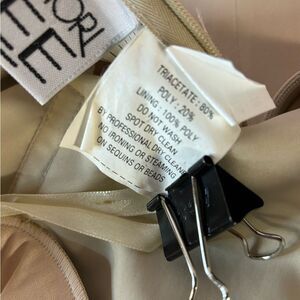 TRIACETATE: 80%
POLY: 20%
LINING: 100% POLY
DO NOT WASH
SPOT DRY CLEAN
BY PROFESSIONAL DRY CLEANER
NO IRONING OR STEAMING
ON SEQUINS OR BEADS